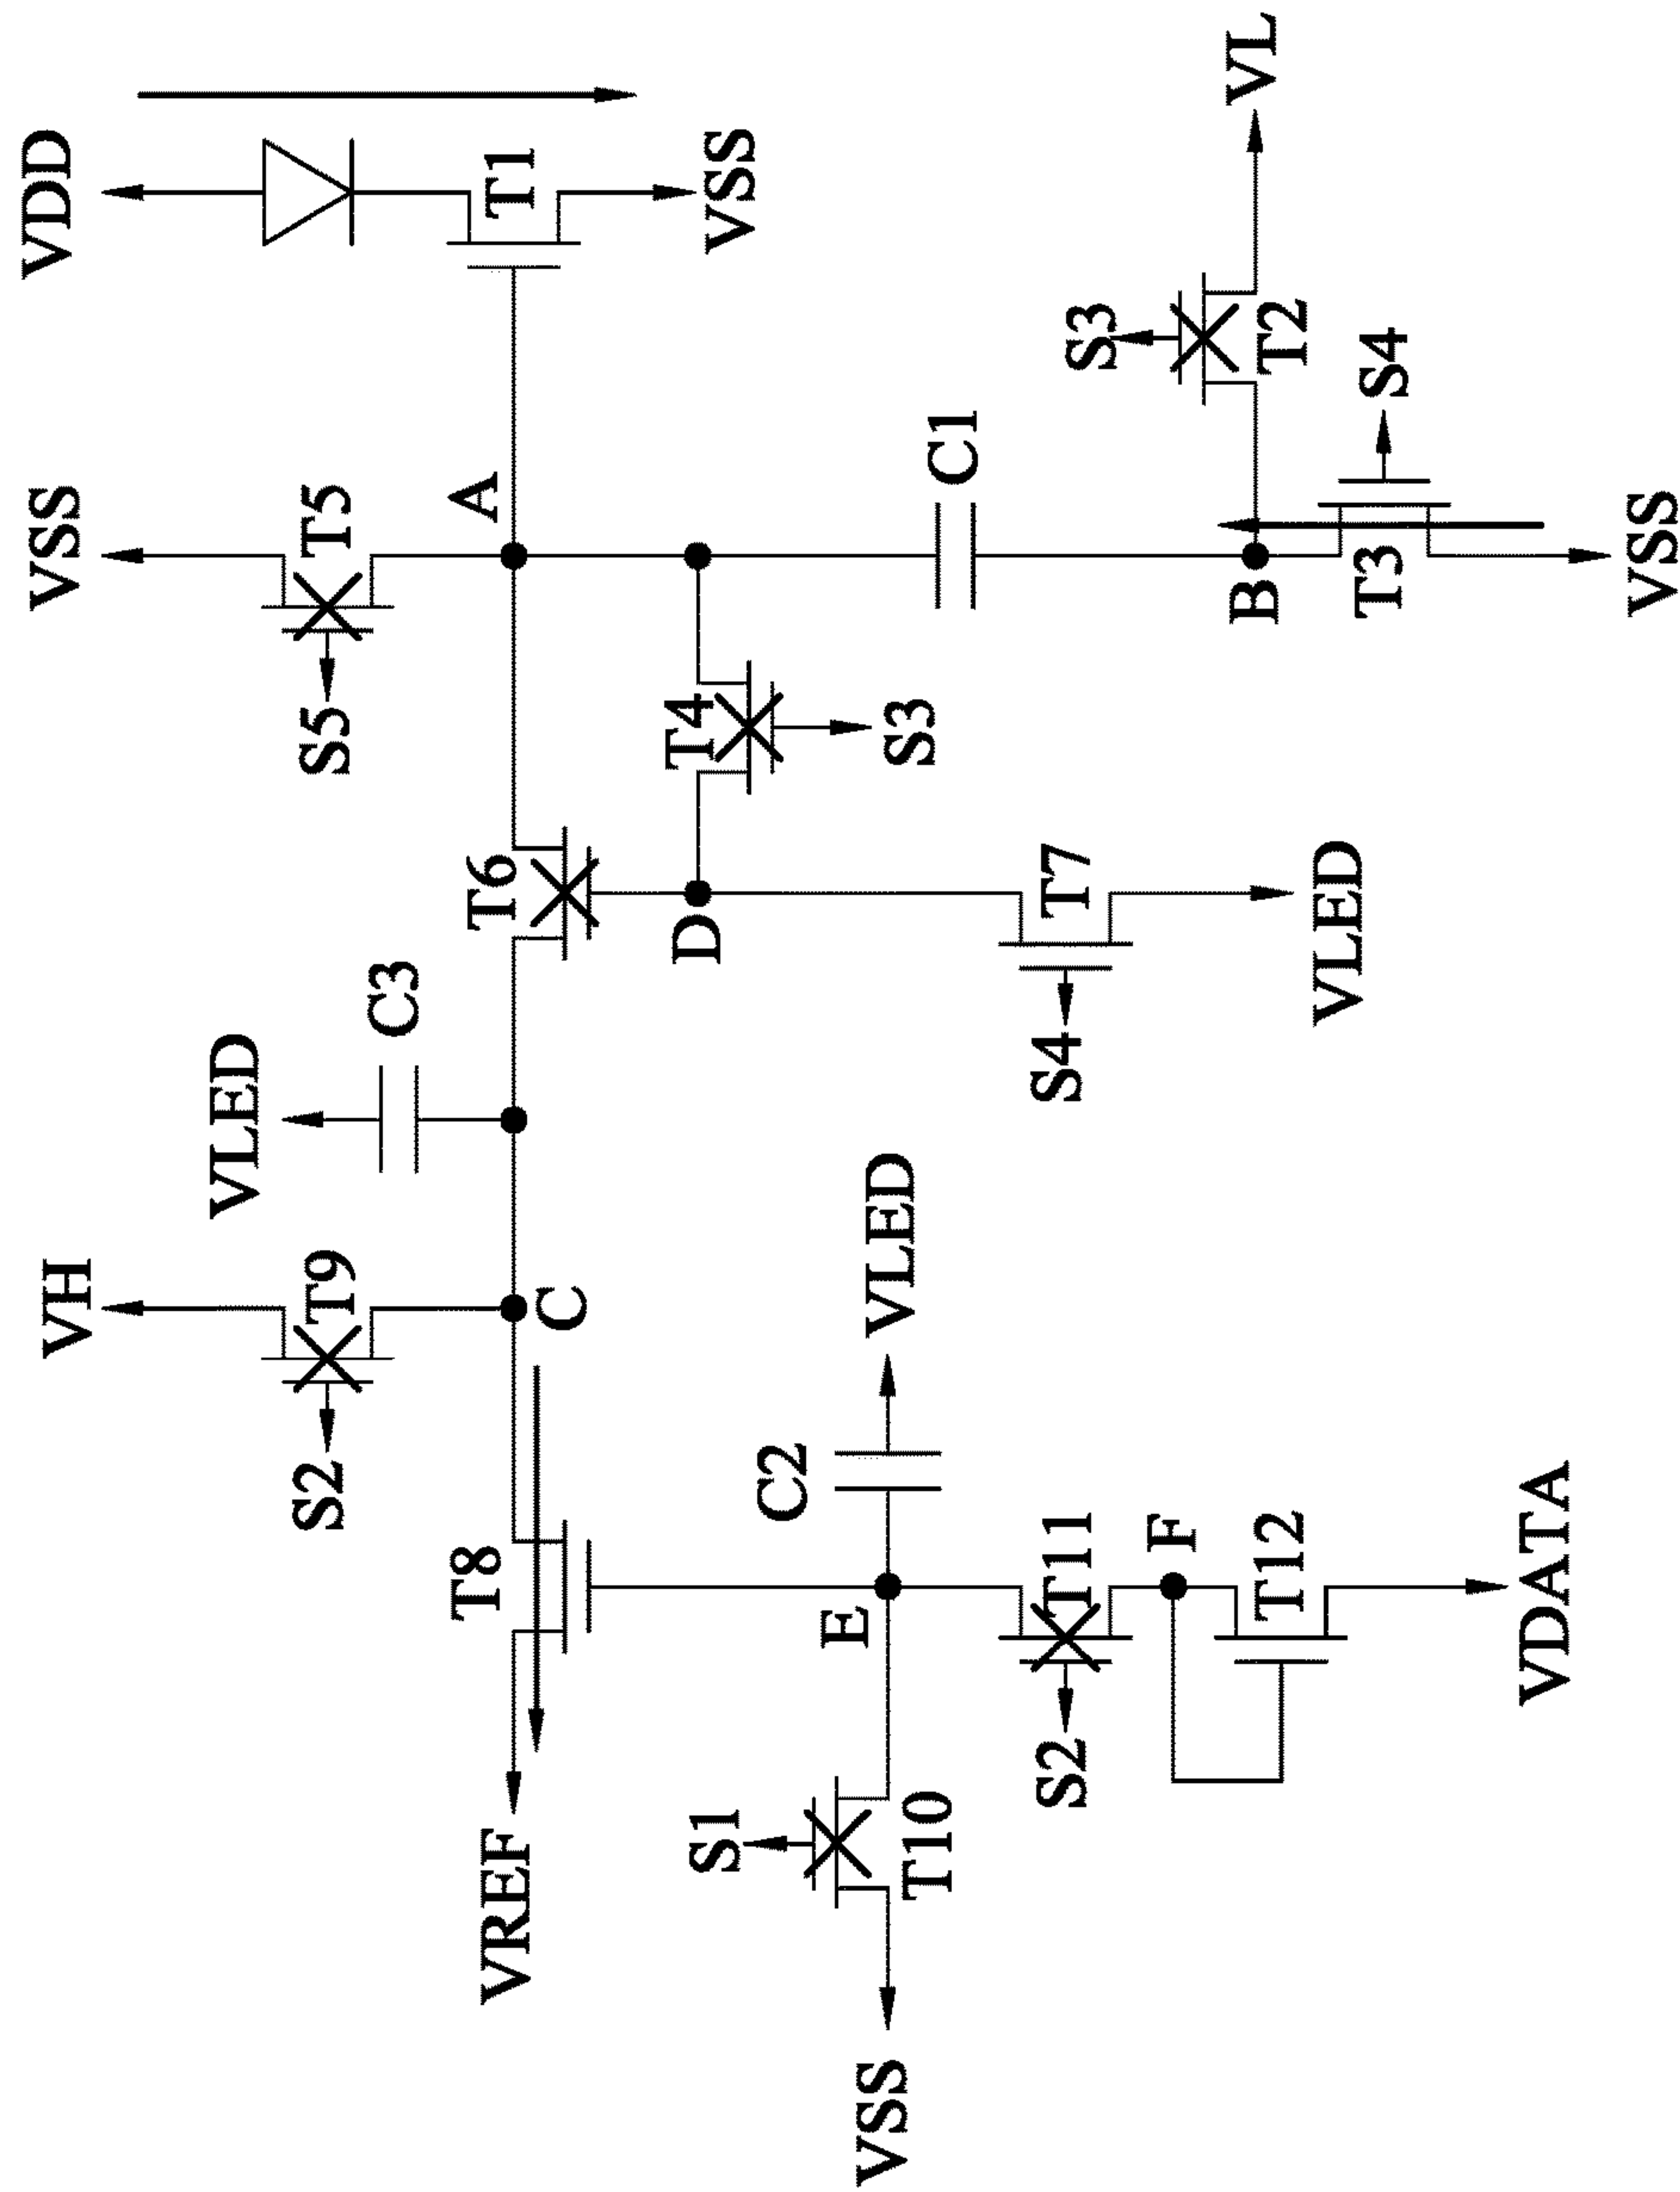 VDD
T1
VSS
VSS
T5
S5
A
C1
S3
T2
VL
S4
T3
B
VSS
T4
S3
T6
D
T7
S4
VLED
C3
VLED
VH
T9
S2
C
T8
VREF
C2
VLED
E
S1
T10
VSS
T11
S2
F
T12
VDATA